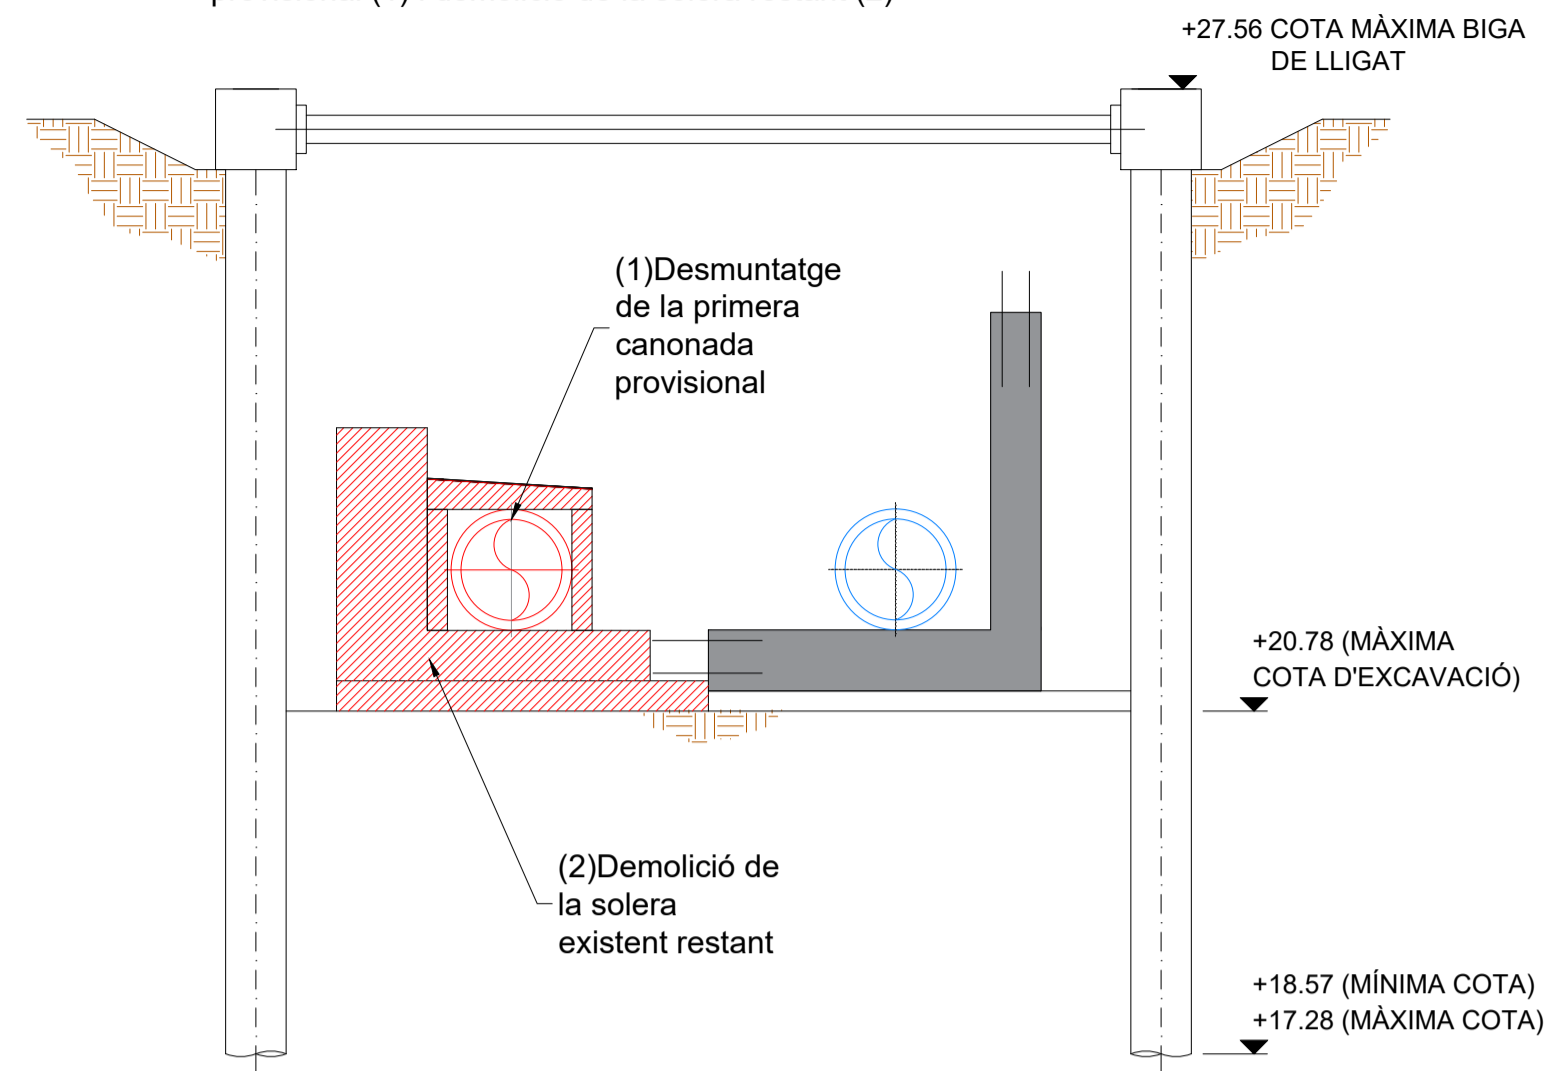 +27.56 COTA MÀXIMA BIGA
DE LLIGAT
(1)Desmuntatge
de la primera
canonada
provisional
+20.78 (MÀXIMA
COTA D'EXCAVACIÓ)
(2)Demolició de
la solera
existent restant
+18.57 (MÍNIMA COTA)
+17.28 (MÀXIMA COTA)